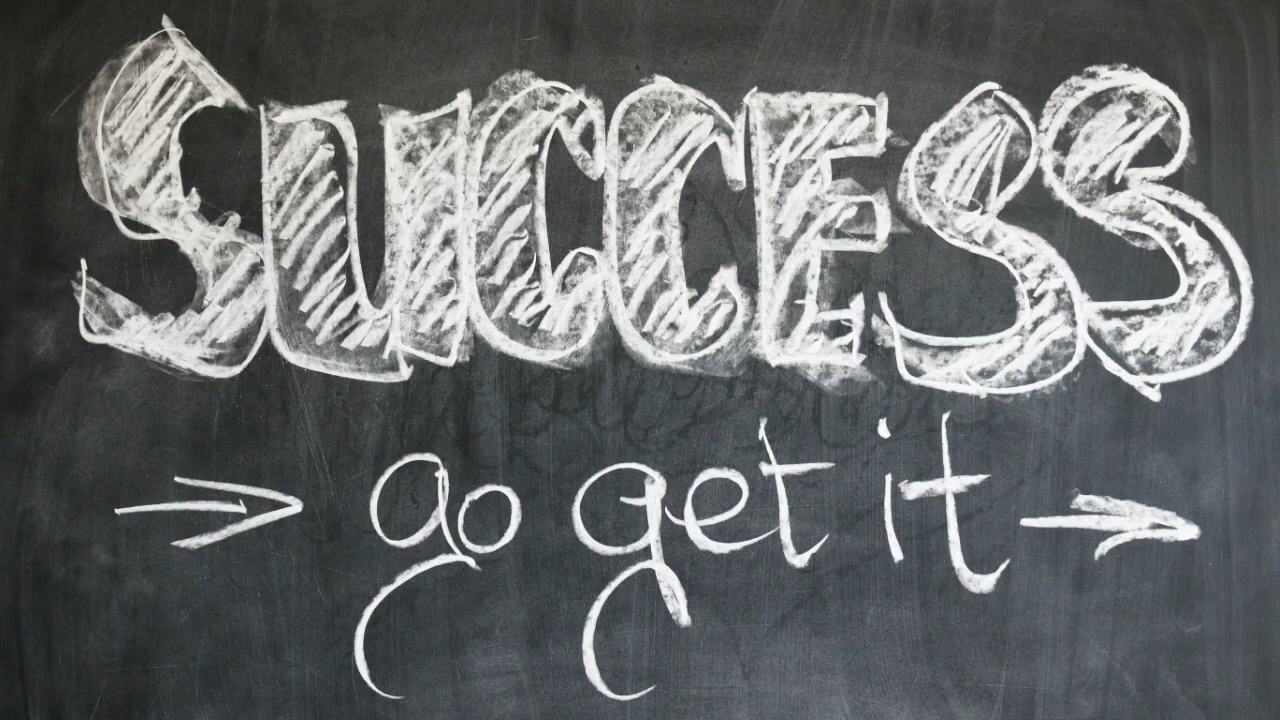 SUCCESS
→ go get it →